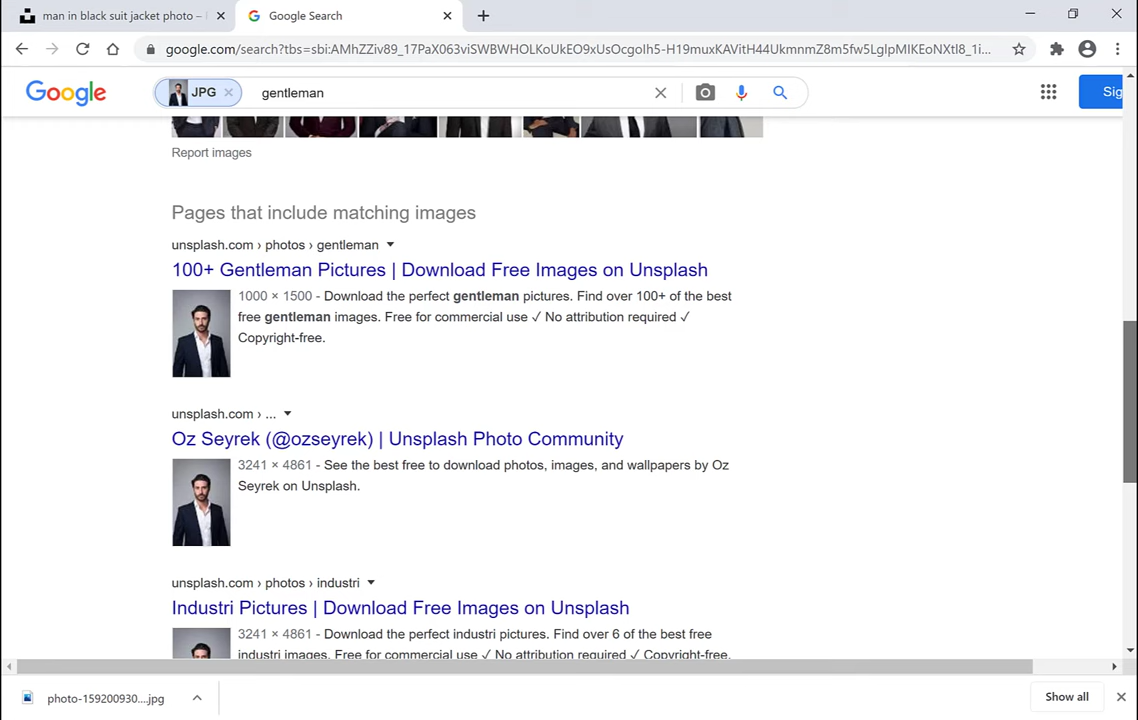 man in black suit jacket photo –
Google Search
google.com/search?tbs=sbi:AMhZZiv89_17PaX063viSWBWHOLKoUkEO9xUsOcgoIh5-H19muxKAVitH44UkmnmZ8m5fw5LgIpMIKEoNXtl8_1i...
Google
JPG
gentleman
Sig
Report images
Pages that include matching images
unsplash.com › photos › gentleman
100+ Gentleman Pictures | Download Free Images on Unsplash
1000 × 1500 - Download the perfect gentleman pictures. Find over 100+ of the best
free gentleman images. Free for commercial use ✓ No attribution required ✓
Copyright-free.
unsplash.com › ...
Oz Seyrek (@ozseyrek) | Unsplash Photo Community
3241 × 4861 - See the best free to download photos, images, and wallpapers by Oz
Seyrek on Unsplash.
unsplash.com › photos › industri
Industri Pictures | Download Free Images on Unsplash
3241 × 4861 - Download the perfect industri pictures. Find over 6 of the best free
industri images. Free for commercial use ✓ No attribution required ✓ Copyright-free.
photo-159200930....jpg
Show all